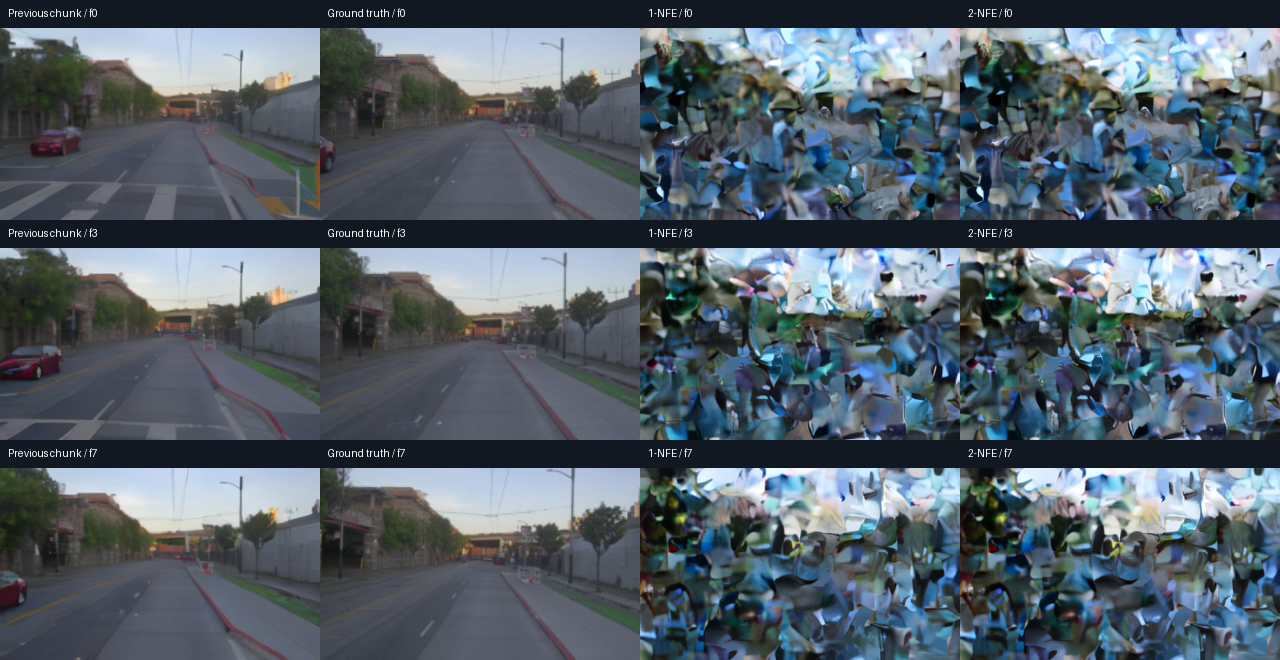 Previous chunk / f0
Ground truth / f0
1-NFE / f0
2-NFE / f0
Previous chunk / f3
Ground truth / f3
1-NFE / f3
2-NFE / f3
Previous chunk / f7
Ground truth / f7
1-NFE / f7
2-NFE / f7